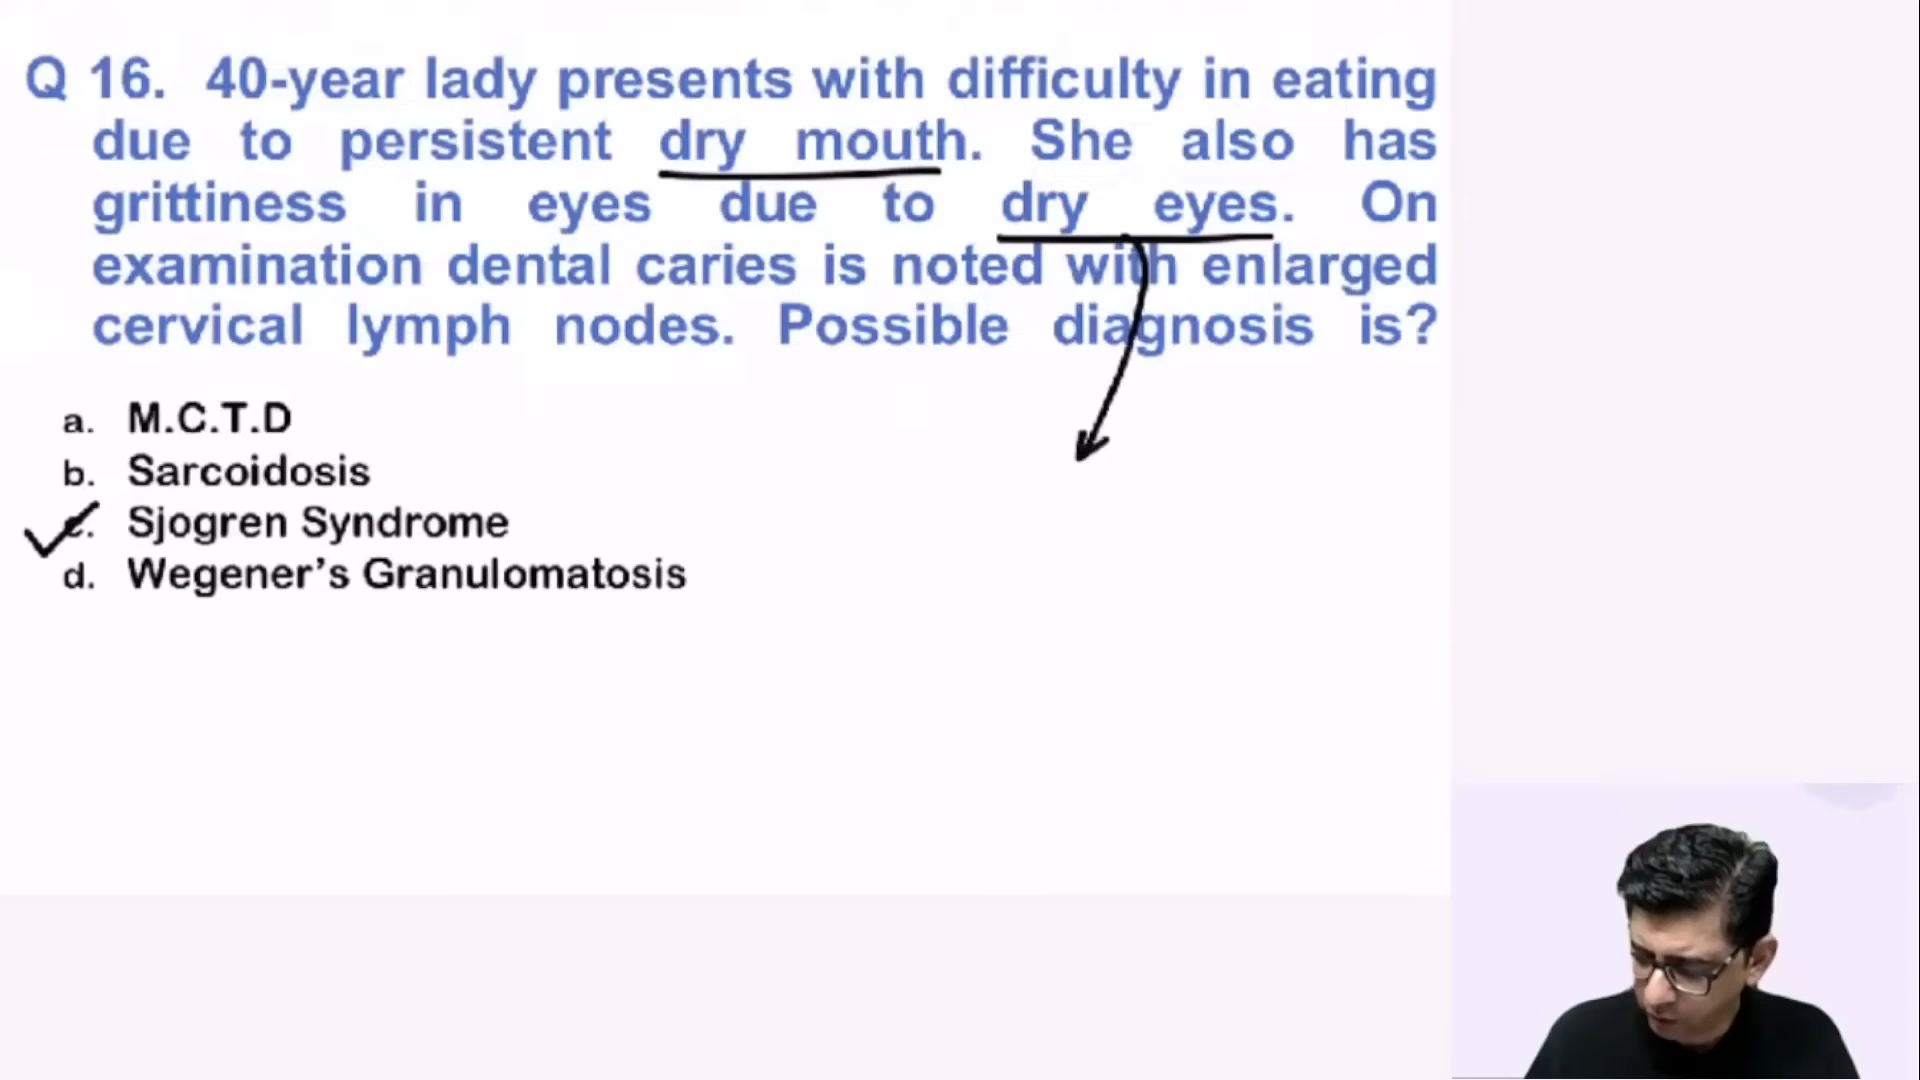 Q 16. 40-year lady presents with difficulty in eating
due to persistent dry mouth. She also has
grittiness in eyes due to dry eyes. On
examination dental caries is noted with enlarged
cervical lymph nodes. Possible diagnosis is?
a. M.C.T.D
b. Sarcoidosis
c. Sjogren Syndrome
d. Wegener’s Granulomatosis